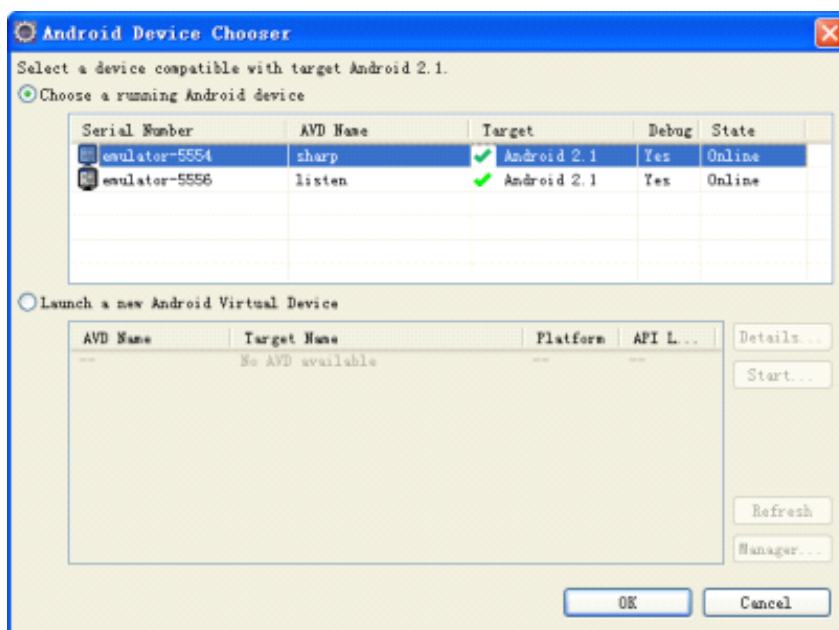 Android Device Chooser
Select a device compatible with target Android 2.1.
Choose a running Android device
Serial Number AVD Name Target Debug State
emulator-5554 sharp Android 2.1 Yes Online
emulator-5556 listen Android 2.1 Yes Online
Launch a new Android Virtual Device
AVD Name Target Name Platform API L... Details...
-- No AVD available -- --
Start...
Refresh
Manager...
OK Cancel